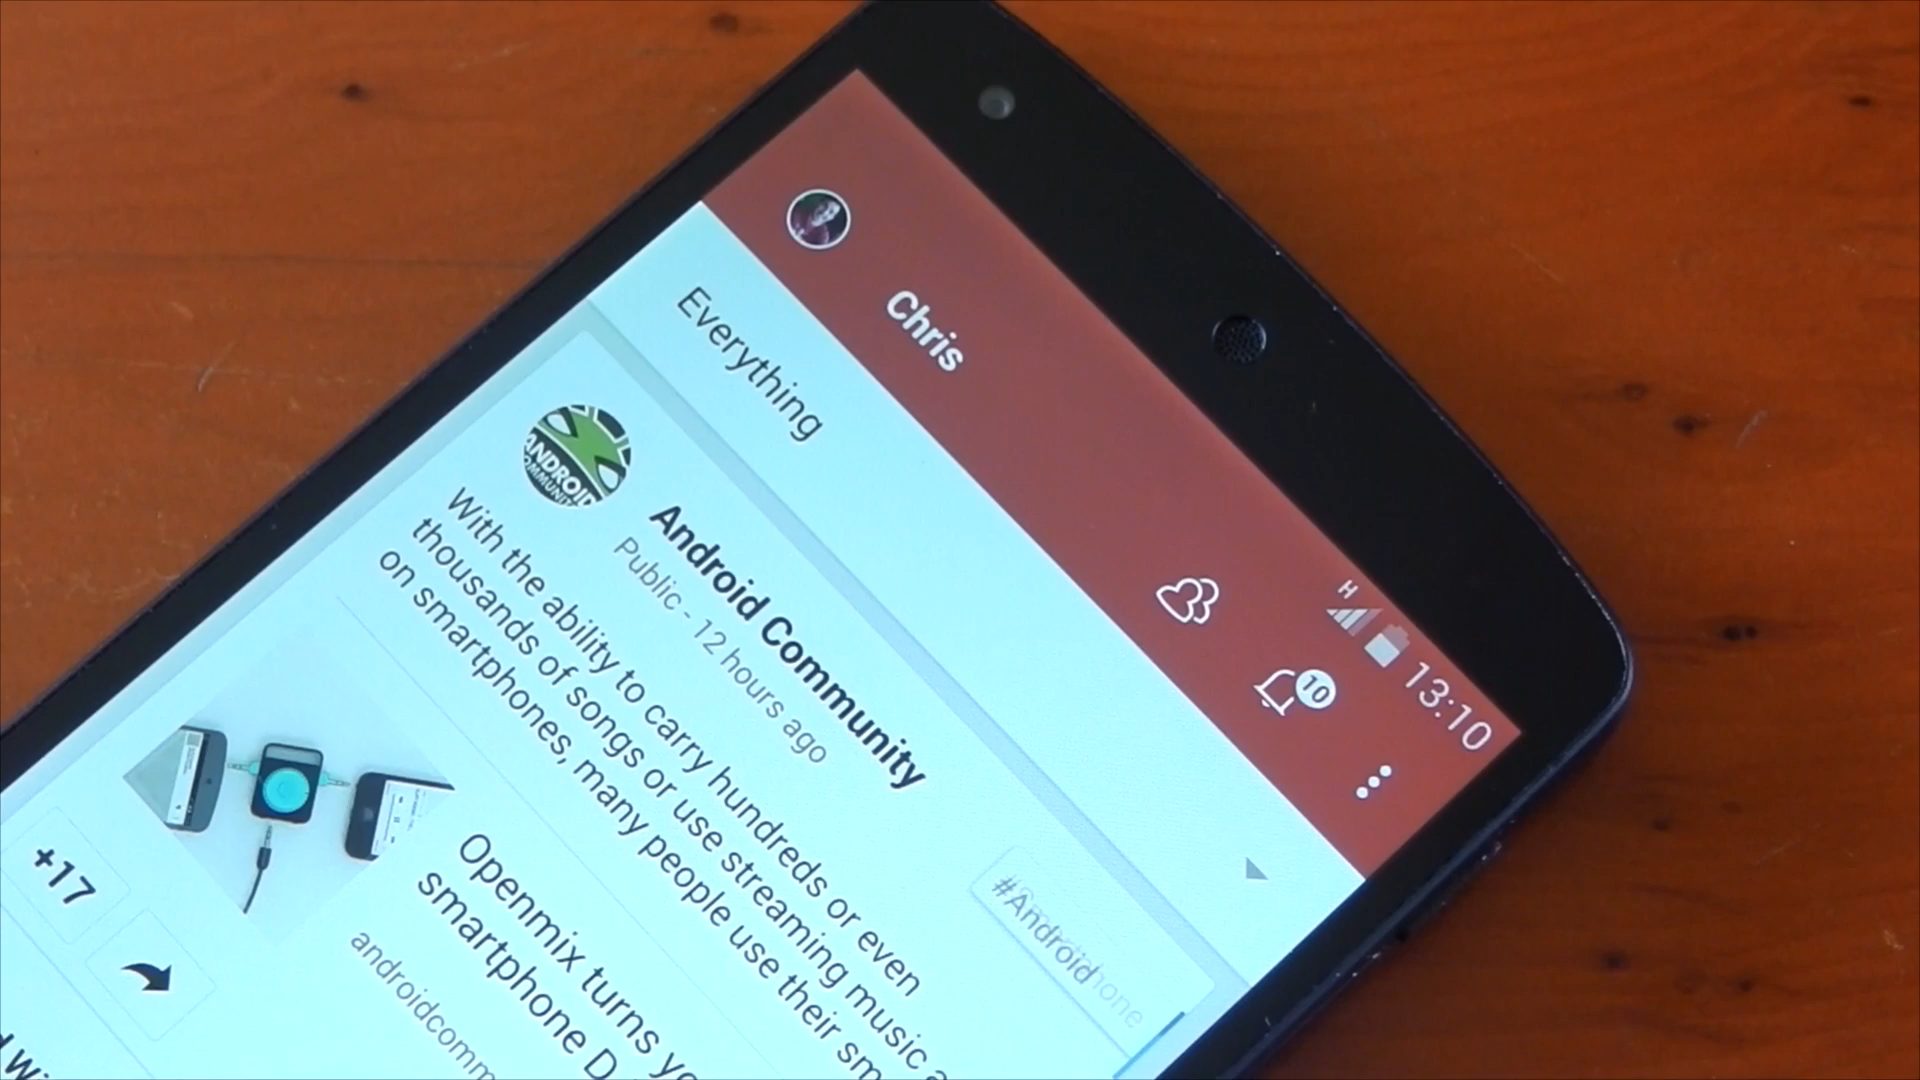 H
13:10
Chris
10
Everything
ANDROID
COMMUNITY
Android Community
Public - 12 hours ago
#Android
With the ability to carry hundreds or even
thousands of songs or use streaming music
on smartphones, many people use their
Openmix turns
smartphone D
androidcomm
+17